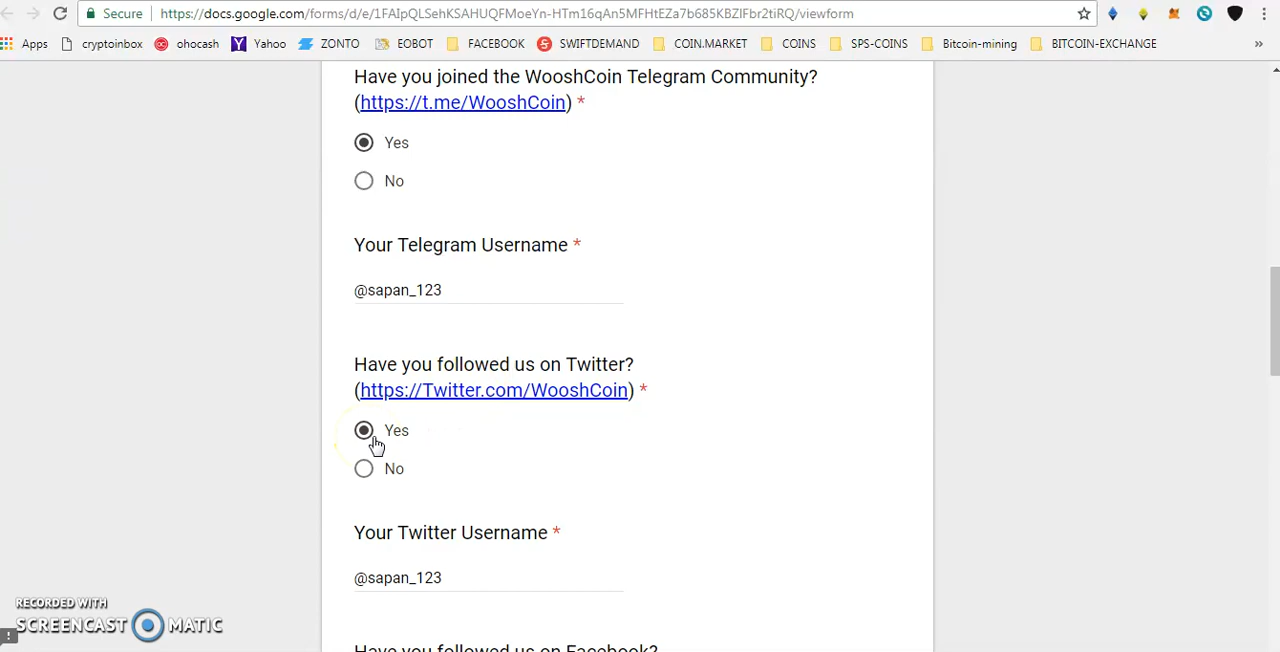 Secure https://docs.google.com/forms/d/e/1FAIpQLSehKSAHUQFMoeYn-HTm16qAn5MFHtEZa7b685KBZlFbr2tiRQ/viewform
Apps cryptoinbox ohocash Yahoo ZONTO EOBOT FACEBOOK SWIFTDEMAND COIN.MARKET COINS SPS-COINS Bitcoin-mining BITCOIN-EXCHANGE »
Have you joined the WooshCoin Telegram Community?
(https://t.me/WooshCoin) *
Yes
No
Your Telegram Username *
@sapan_123
Have you followed us on Twitter?
(https://Twitter.com/WooshCoin) *
Yes
No
Your Twitter Username *
@sapan_123
RECORDED WITH
SCREENCAST MATIC
Have you followed us on Facebook?